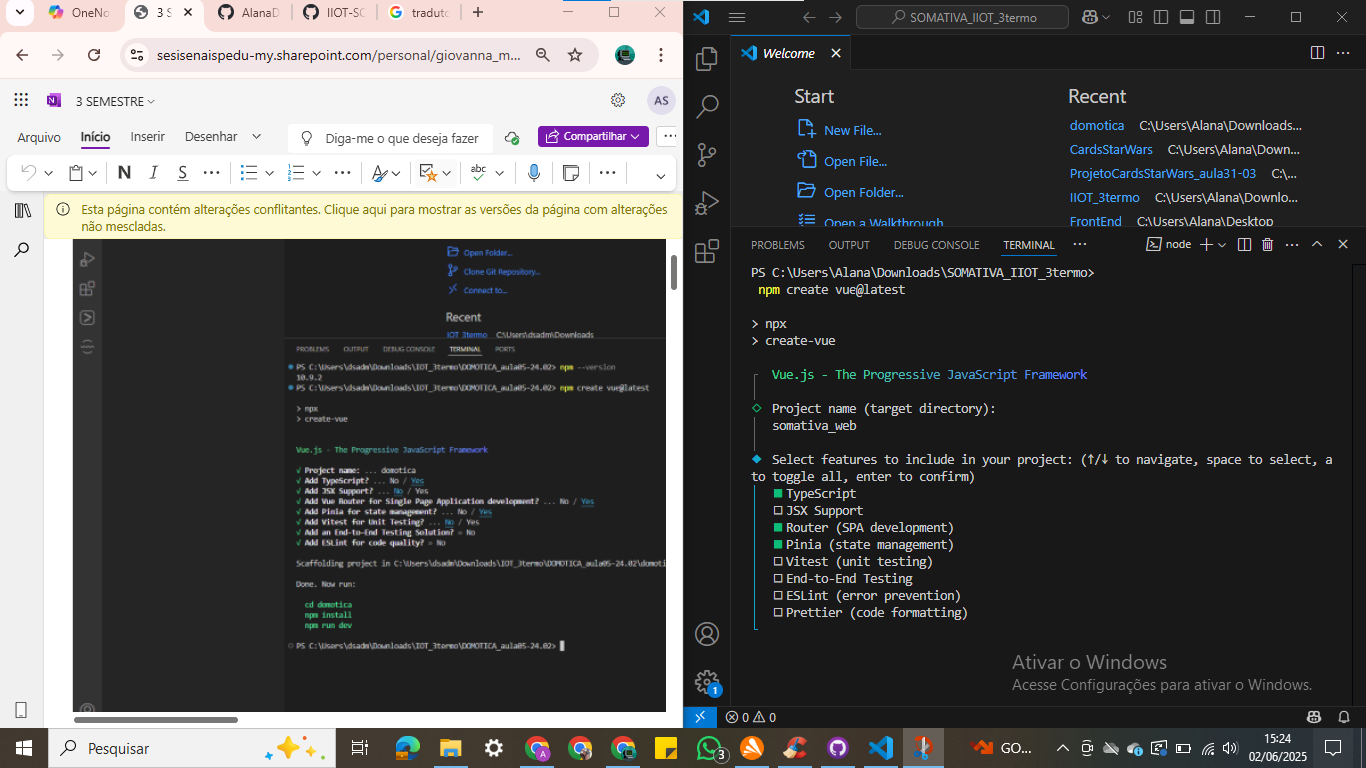 OneNo
3 S
AlanaD
IIOT-SC
traduto
sesisenaispedu-my.sharepoint.com/personal/giovanna_m...
3 SEMESTRE
AS
Arquivo
Início
Inserir
Desenhar
Diga-me o que deseja fazer
Compartilhar
N I S
abc
Esta página contém alterações conflitantes. Clique aqui para mostrar as versões da página com alterações
não mescladas.
Open Folder...
Clone Git Repository...
Connect to...
Recent
IOT_3termo C:\Users\dsadm\Downloads
PROBLEMS OUTPUT DEBUG CONSOLE TERMINAL PORTS
PS C:\Users\dsadm\Downloads\IOT_3termo\DOMOTICA_aula05-24.02> npm --version
10.9.2
PS C:\Users\dsadm\Downloads\IOT_3termo\DOMOTICA_aula05-24.02> npm create vue@latest
> npx
> create-vue
Vue.js - The Progressive JavaScript Framework
√ Project name: ... domotica
√ Add TypeScript? ... No / Yes
√ Add JSX Support? ... No / Yes
√ Add Vue Router for Single Page Application development? ... No / Yes
√ Add Pinia for state management? ... No / Yes
√ Add Vitest for Unit Testing? ... No / Yes
√ Add an End-to-End Testing Solution? » No
√ Add ESLint for code quality? » No
Scaffolding project in C:\Users\dsadm\Downloads\IOT_3termo\DOMOTICA_aula05-24.02\domoti
Done. Now run:
cd domotica
npm install
npm run dev
PS C:\Users\dsadm\Downloads\IOT_3termo\DOMOTICA_aula05-24.02>
SOMATIVA_IIOT_3termo
Welcome
Start
New File...
Open File...
Open Folder...
Open a Walkthrough
Recent
domotica C:\Users\Alana\Downloads...
CardsStarWars C:\Users\Alana\Down...
ProjetoCardsStarWars_aula31-03 C:\...
IIOT_3termo C:\Users\Alana\Downlo...
FrontEnd C:\Users\Alana\Desktop
PROBLEMS OUTPUT DEBUG CONSOLE TERMINAL ... node
PS C:\Users\Alana\Downloads\SOMATIVA_IIOT_3termo>
npm create vue@latest
> npx
> create-vue
Vue.js - The Progressive JavaScript Framework
Project name (target directory):
somativa_web
Select features to include in your project: (↑/↓ to navigate, space to select, a
to toggle all, enter to confirm)
TypeScript
JSX Support
Router (SPA development)
Pinia (state management)
Vitest (unit testing)
End-to-End Testing
ESLint (error prevention)
Prettier (code formatting)
Ativar o Windows
Acesse Configurações para ativar o Windows.
1
0 0
Pesquisar
3
GO...
15:24
02/06/2025